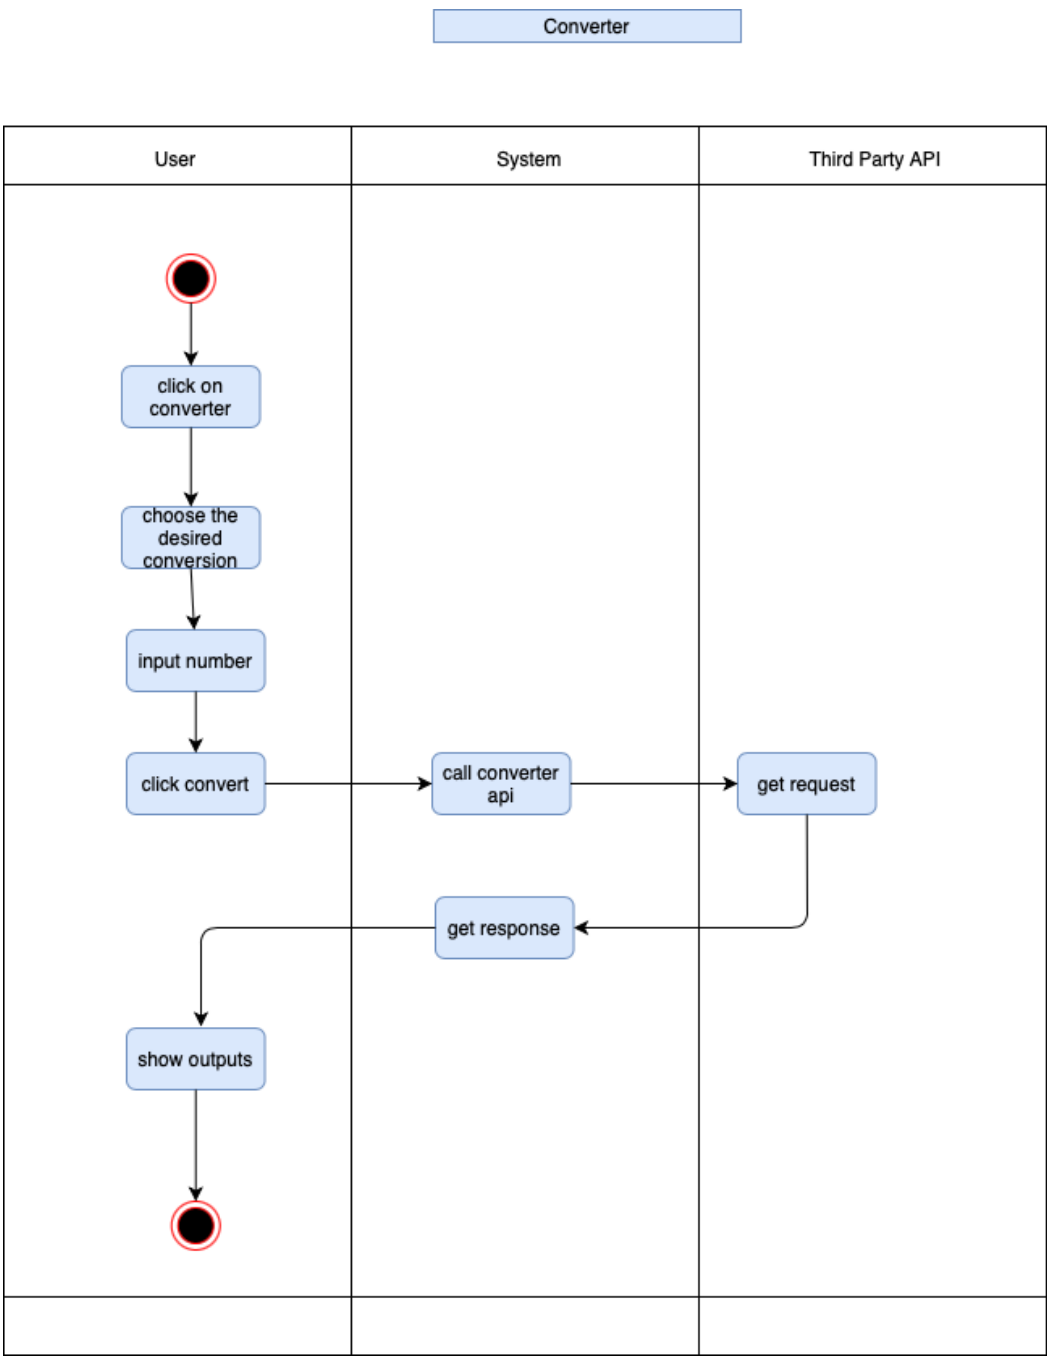 Converter
User
System
Third Party API
click on
converter
choose the
desired
conversion
input number
click convert
call converter
api
get request
get response
show outputs